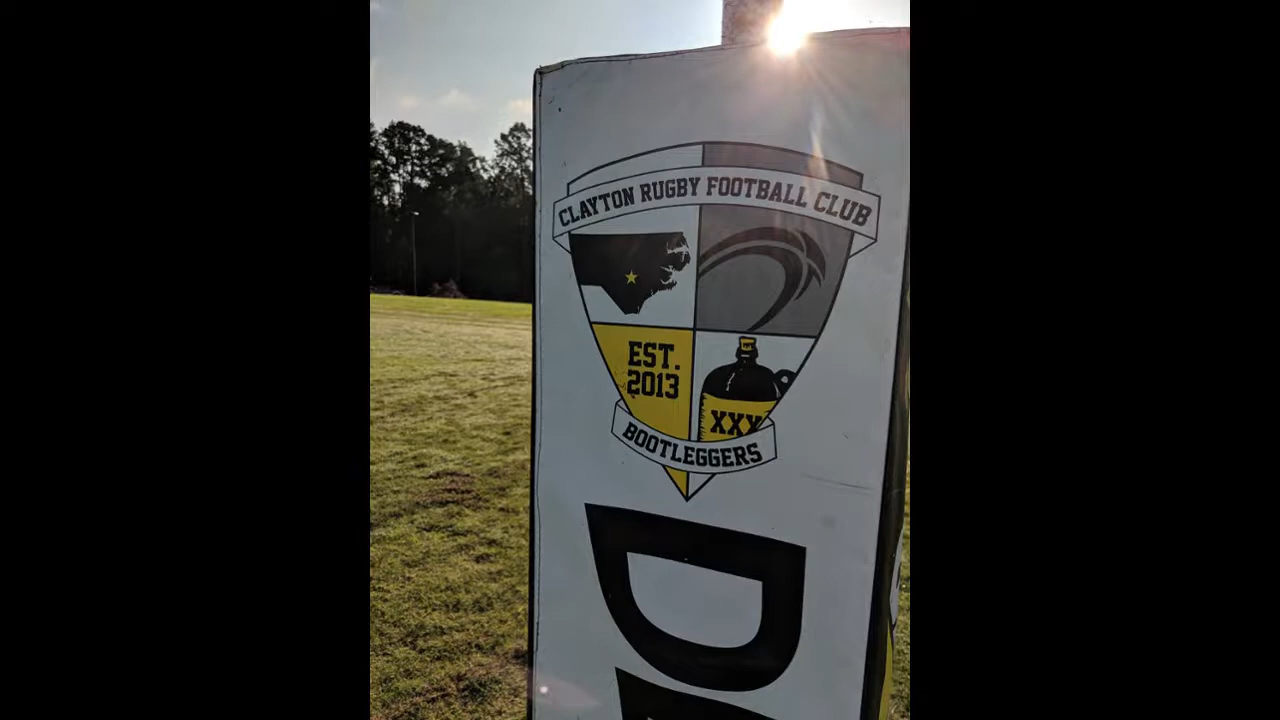 CLAYTON RUGBY FOOTBALL CLUB
EST.
2013
XXX
BOOTLEGGERS
D